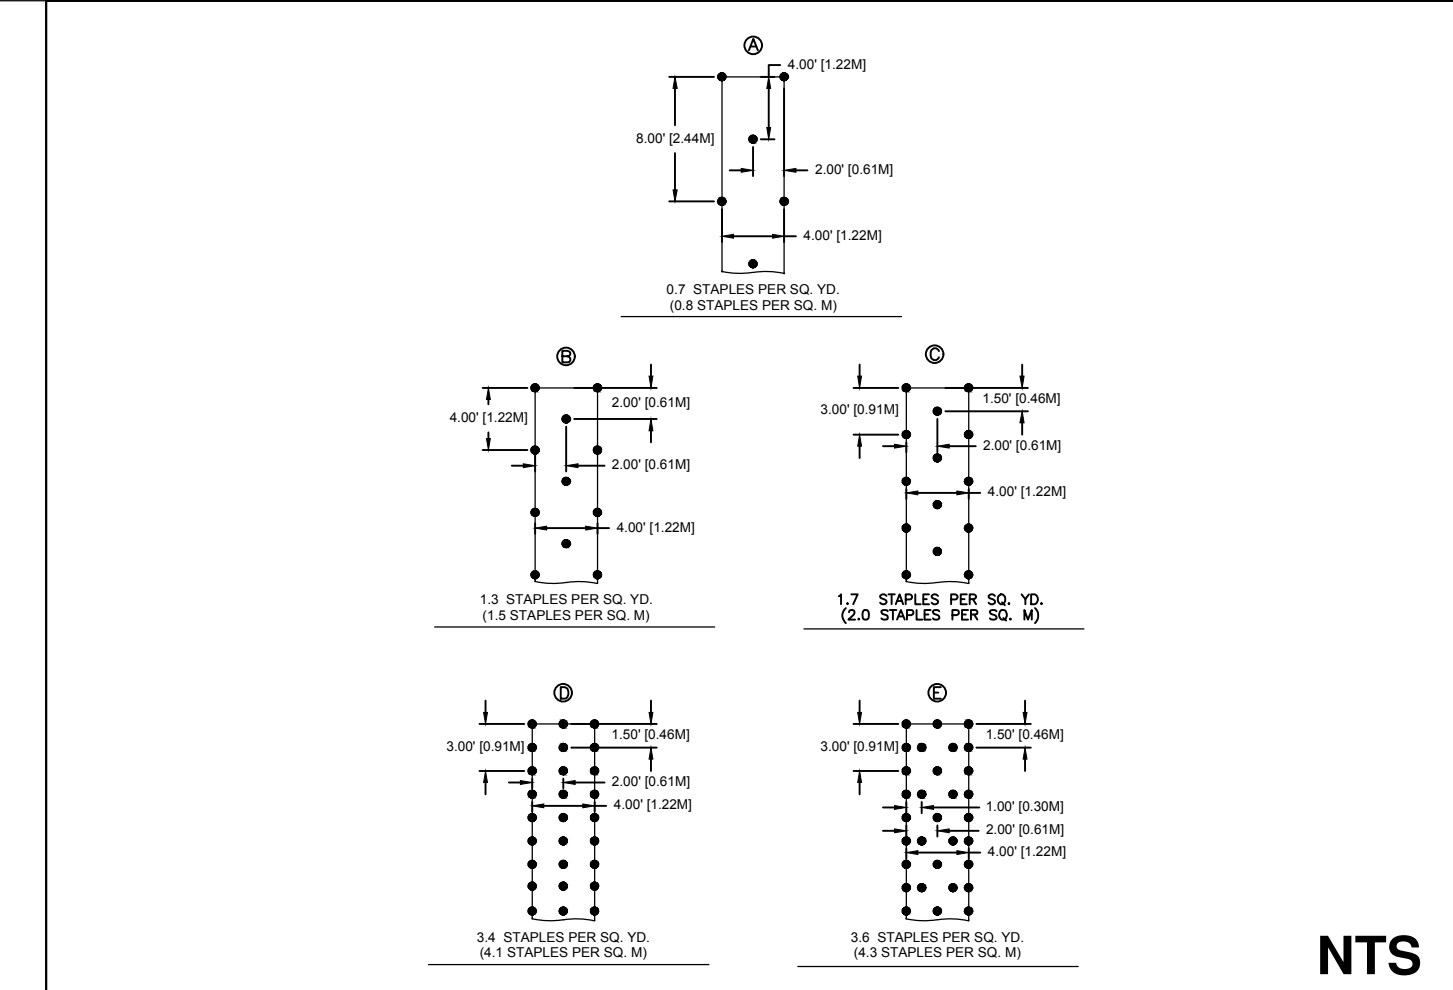 A
4.00' [1.22M]
8.00' [2.44M]
2.00' [0.61M]
4.00' [1.22M]
0.7 STAPLES PER SQ. YD.
(0.8 STAPLES PER SQ. M)
B
2.00' [0.61M]
4.00' [1.22M]
2.00' [0.61M]
4.00' [1.22M]
1.3 STAPLES PER SQ. YD.
(1.5 STAPLES PER SQ. M)
C
1.50' [0.46M]
3.00' [0.91M]
2.00' [0.61M]
4.00' [1.22M]
1.7 STAPLES PER SQ. YD.
(2.0 STAPLES PER SQ. M)
D
1.50' [0.46M]
3.00' [0.91M]
2.00' [0.61M]
4.00' [1.22M]
3.4 STAPLES PER SQ. YD.
(4.1 STAPLES PER SQ. M)
E
1.50' [0.46M]
3.00' [0.91M]
1.00' [0.30M]
2.00' [0.61M]
4.00' [1.22M]
3.6 STAPLES PER SQ. YD.
(4.3 STAPLES PER SQ. M)
NTS